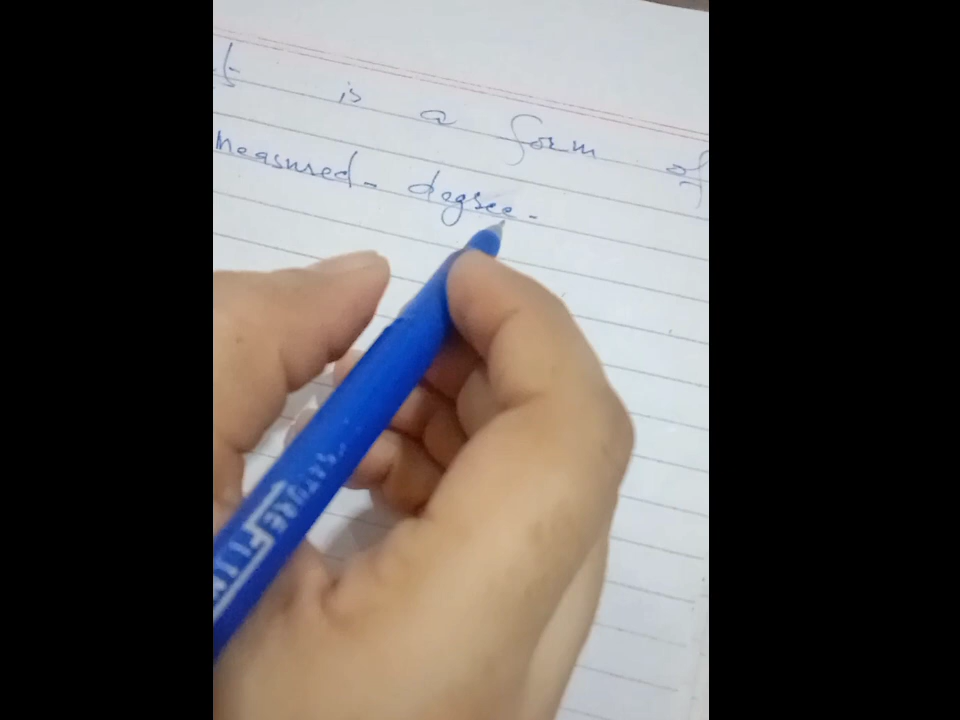 is a form of
measured - degree -